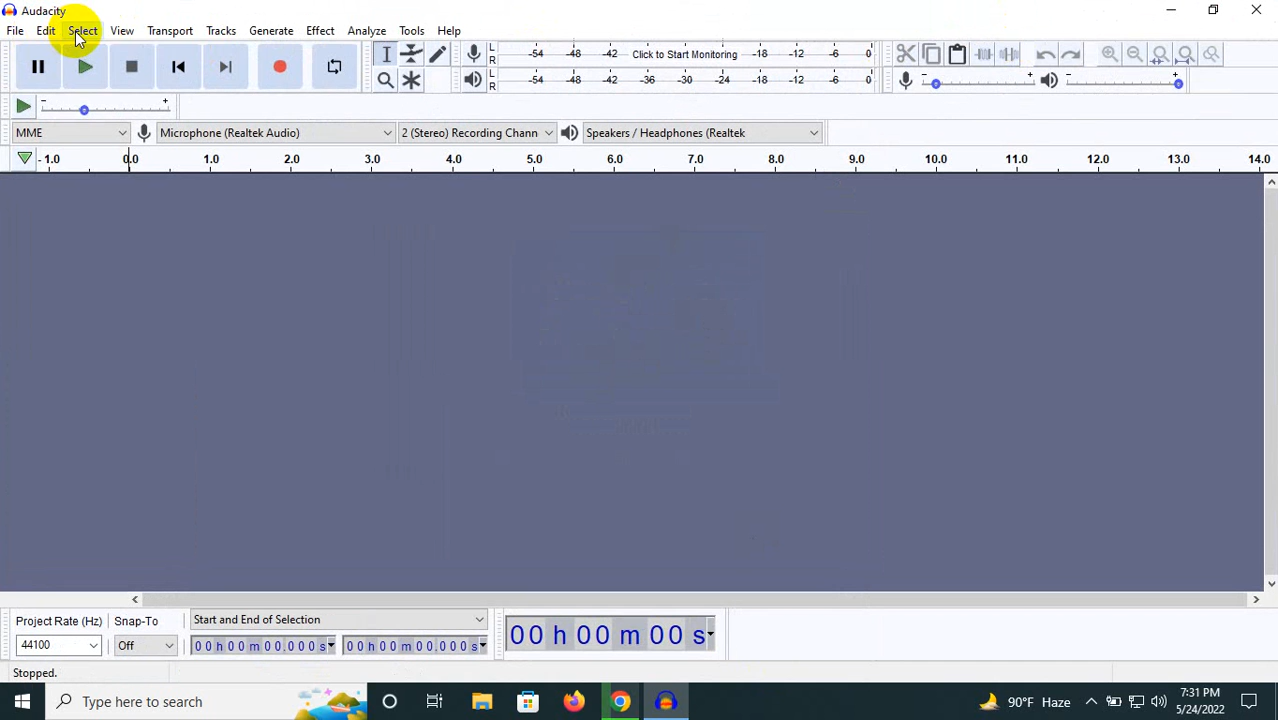 Audacity
File Edit Select View Transport Tracks Generate Effect Analyze Tools Help
L R -54 -48 -42 Click to Start Monitoring -18 -12 -6 0
L R -54 -48 -42 -36 -30 -24 -18 -12 -6 0
- + - +
- +
MME Microphone (Realtek Audio) 2 (Stereo) Recording Chann Speakers / Headphones (Realtek
- 1.0 0.0 1.0 2.0 3.0 4.0 5.0 6.0 7.0 8.0 9.0 10.0 11.0 12.0 13.0 14.0
Project Rate (Hz) Snap-To Start and End of Selection
44100 Off 00 h 00 m 00.000 s 00 h 00 m 00.000 s 00 h 00 m 00 s
Stopped.
Type here to search 90°F Haze 7:31 PM
5/24/2022